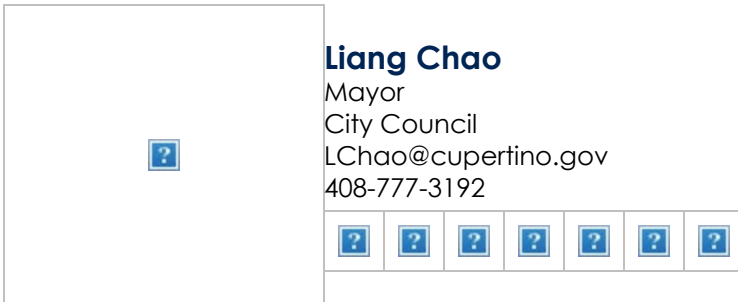 Liang Chao
Mayor
City Council
LChao@cupertino.gov
408-777-3192